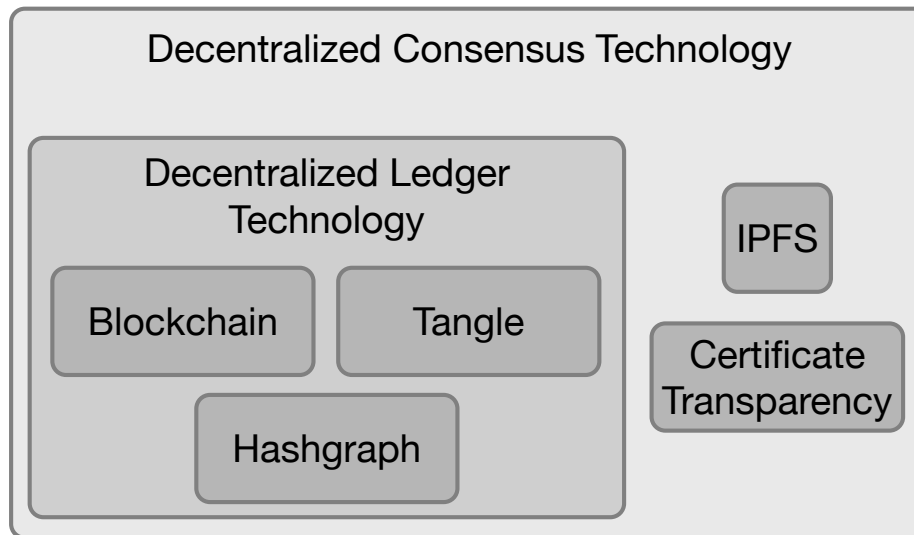 Decentralized Consensus Technology
Decentralized Ledger
Technology
IPFS
Blockchain
Tangle
Certificate
Transparency
Hashgraph